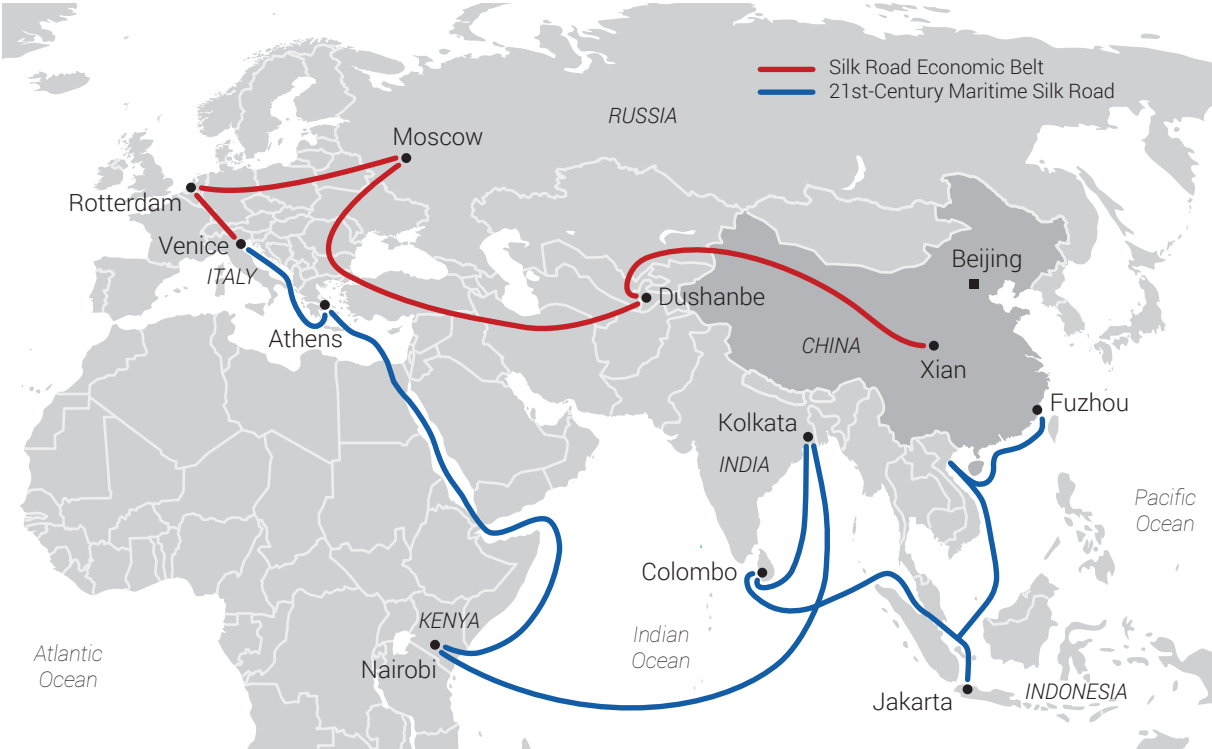 Silk Road Economic Belt
21st-Century Maritime Silk Road
RUSSIA
Moscow
Rotterdam
Venice
ITALY
Beijing
Dushanbe
Athens
CHINA
Xian
Fuzhou
Kolkata
INDIA
Pacific
Ocean
Colombo
KENYA
Indian
Ocean
Atlantic
Ocean
Nairobi
INDONESIA
Jakarta